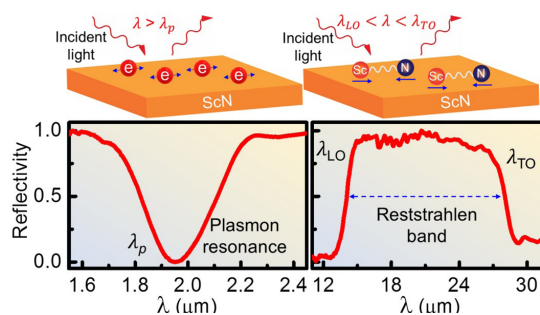 Incident
light
λ > λp
e e e e
ScN
Incident
light
λLO < λ < λTO
Sc N
Sc N
ScN
Reflectivity
1.0
0.5
0.0
λp
Plasmon
resonance
1.6 1.8 2.0 2.2 2.4
λ (μm)
λLO
λTO
Reststrahlen
band
12 18 24 30
λ (μm)